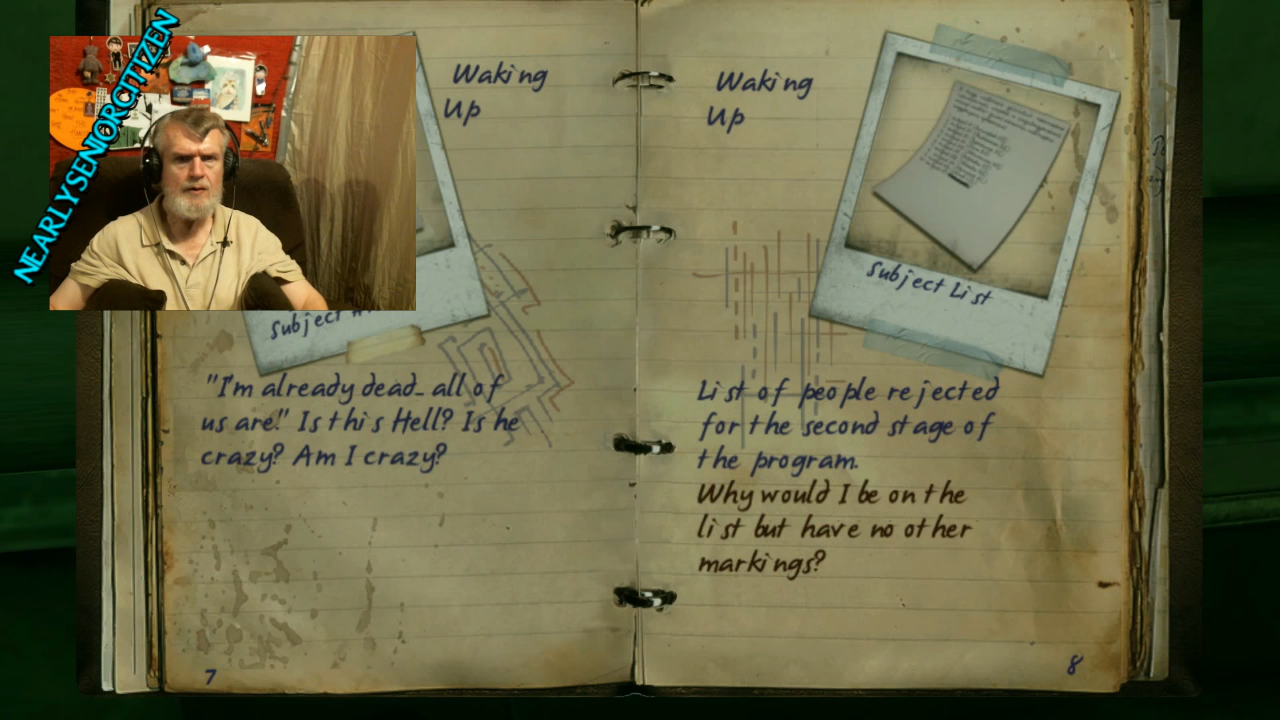 NEARLYSENIORCITIZEN
Waking
Up
Subject
"I'm already dead_ all of
us are." Is this Hell? Is he
crazy? Am I crazy?
7
Waking
Up
Subject List
List of people rejected
for the second stage of
the program.
Why would I be on the
list but have no other
markings?
8